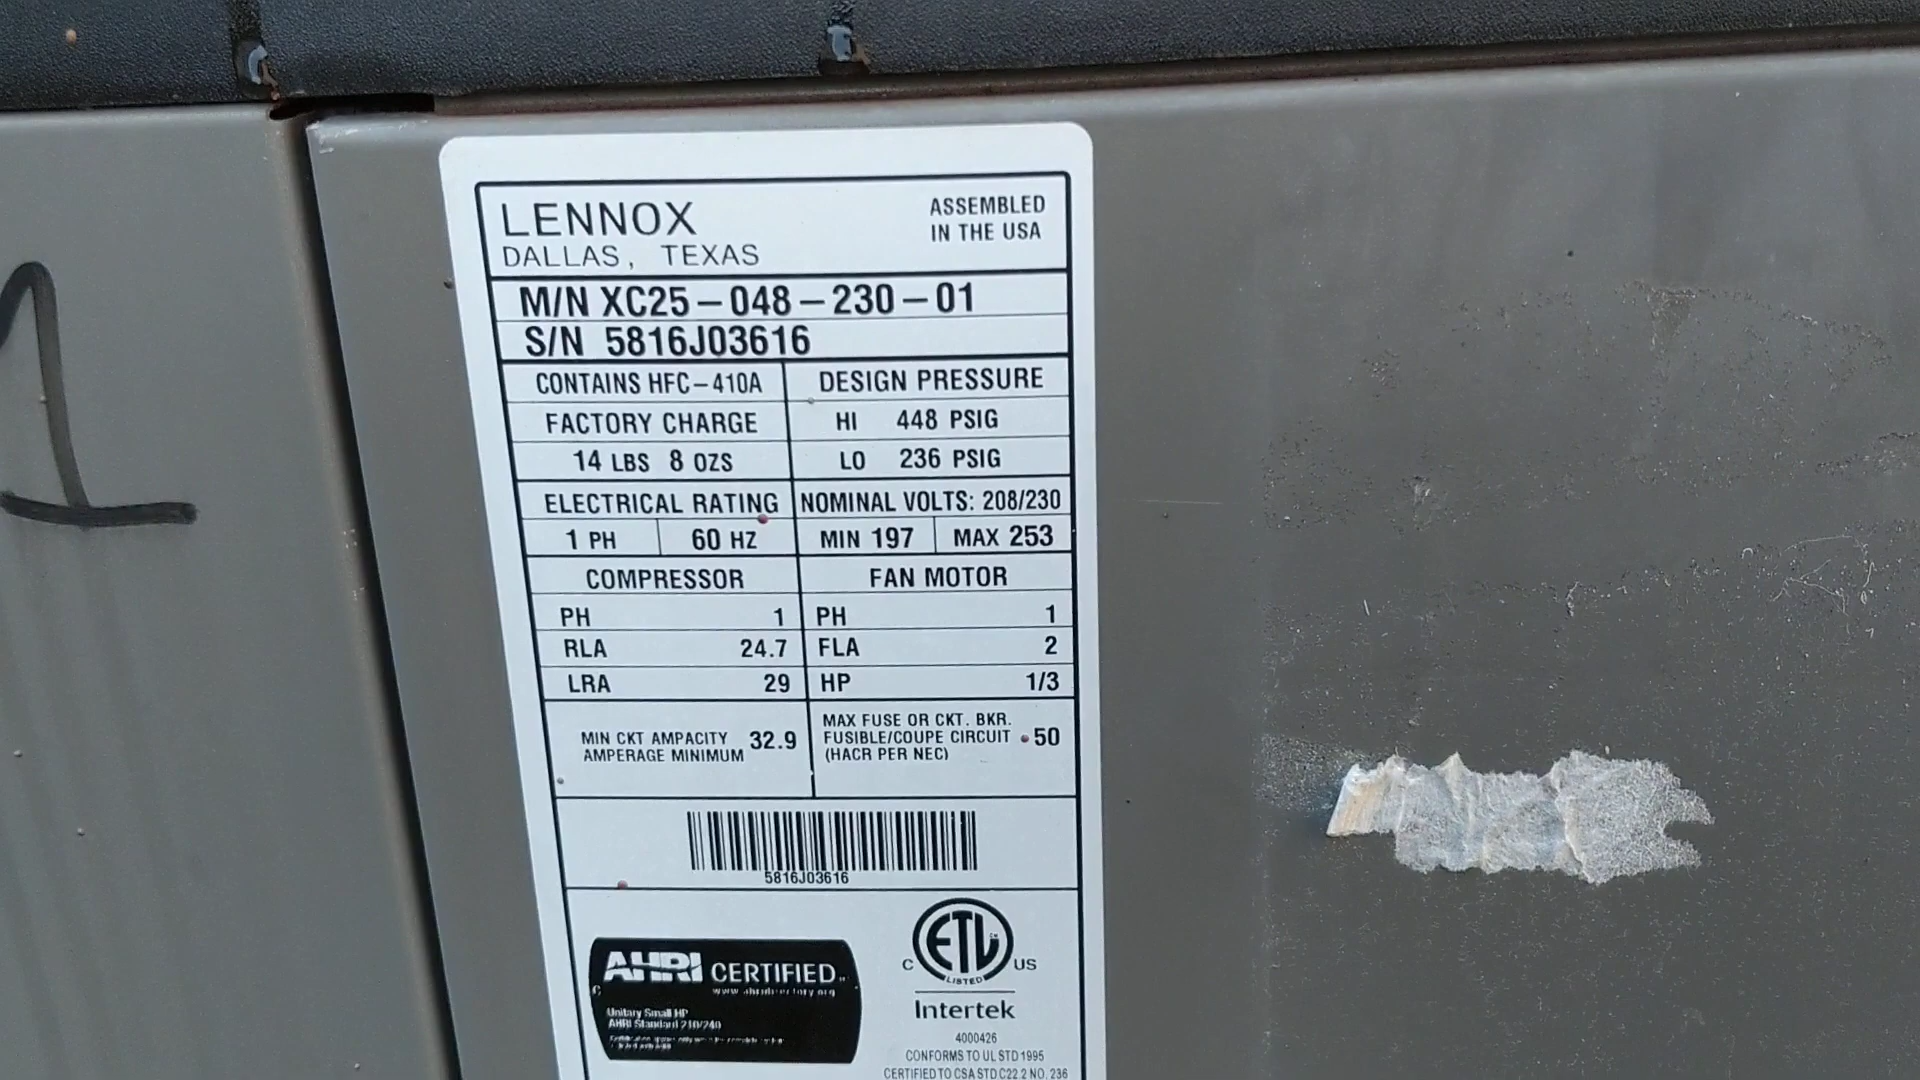 1
LENNOX
DALLAS, TEXAS
ASSEMBLED
IN THE USA
M/N XC25-048-230-01
S/N 5816J03616
CONTAINS HFC-410A
DESIGN PRESSURE
FACTORY CHARGE
HI 448 PSIG
14 LBS 8 OZS
LO 236 PSIG
ELECTRICAL RATING
NOMINAL VOLTS: 208/230
1 PH
60 HZ
MIN 197
MAX 253
COMPRESSOR
FAN MOTOR
PH 1
PH 1
RLA 24.7
FLA 2
LRA 29
HP 1/3
MIN CKT AMPACITY
AMPERAGE MINIMUM
32.9
MAX FUSE OR CKT. BKR.
FUSIBLE/COUPE CIRCUIT
(HACR PER NEC)
50
5816J03616
AHRI CERTIFIED
www.ahridirectory.org
Unitary Small HP
AHRI Standard 210/240
C ETL CM US
LISTED
Intertek
4000426
CONFORMS TO UL STD 1995
CERTIFIED TO CSA STD C22.2 NO. 236